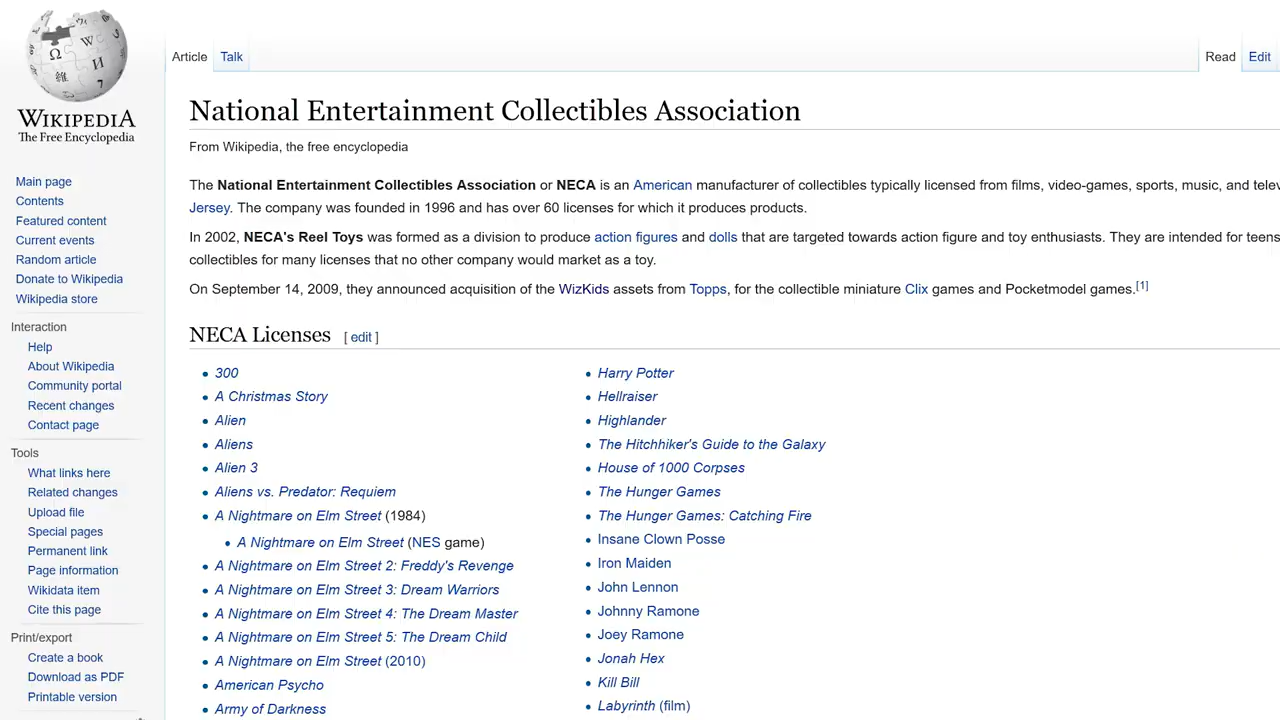 WIKIPEDIA
The Free Encyclopedia
Main page
Contents
Featured content
Current events
Random article
Donate to Wikipedia
Wikipedia store
Interaction
Help
About Wikipedia
Community portal
Recent changes
Contact page
Tools
What links here
Related changes
Upload file
Special pages
Permanent link
Page information
Wikidata item
Cite this page
Print/export
Create a book
Download as PDF
Printable version
Article Talk Read Edit
National Entertainment Collectibles Association
From Wikipedia, the free encyclopedia
The National Entertainment Collectibles Association or NECA is an American manufacturer of collectibles typically licensed from films, video-games, sports, music, and
Jersey. The company was founded in 1996 and has over 60 licenses for which it produces products.
In 2002, NECA's Reel Toys was formed as a division to produce action figures and dolls that are targeted towards action figure and toy enthusiasts. They are intended for teens
collectibles for many licenses that no other company would market as a toy.
On September 14, 2009, they announced acquisition of the WizKids assets from Topps, for the collectible miniature Clix games and Pocketmodel games.[1]
NECA Licenses [ edit ]
300
A Christmas Story
Alien
Aliens
Alien 3
Aliens vs. Predator: Requiem
A Nightmare on Elm Street (1984)
A Nightmare on Elm Street (NES game)
A Nightmare on Elm Street 2: Freddy's Revenge
A Nightmare on Elm Street 3: Dream Warriors
A Nightmare on Elm Street 4: The Dream Master
A Nightmare on Elm Street 5: The Dream Child
A Nightmare on Elm Street (2010)
American Psycho
Army of Darkness
Harry Potter
Hellraiser
Highlander
The Hitchhiker's Guide to the Galaxy
House of 1000 Corpses
The Hunger Games
The Hunger Games: Catching Fire
Insane Clown Posse
Iron Maiden
John Lennon
Johnny Ramone
Joey Ramone
Jonah Hex
Kill Bill
Labyrinth (film)